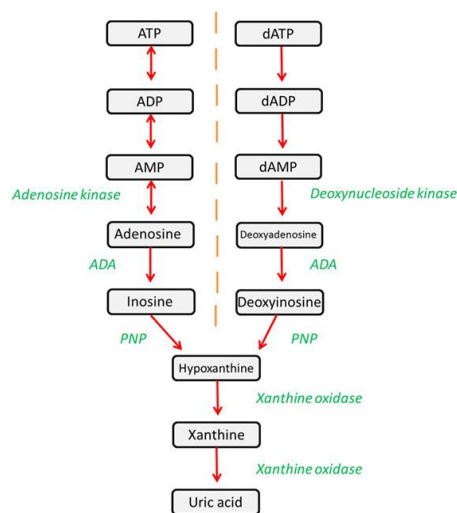 ATP dATP
ADP dADP
AMP dAMP
Adenosine kinase Deoxynucleoside kinase
Adenosine Deoxyadenosine
ADA ADA
Inosine Deoxyinosine
PNP PNP
Hypoxanthine
Xanthine oxidase
Xanthine
Xanthine oxidase
Uric acid